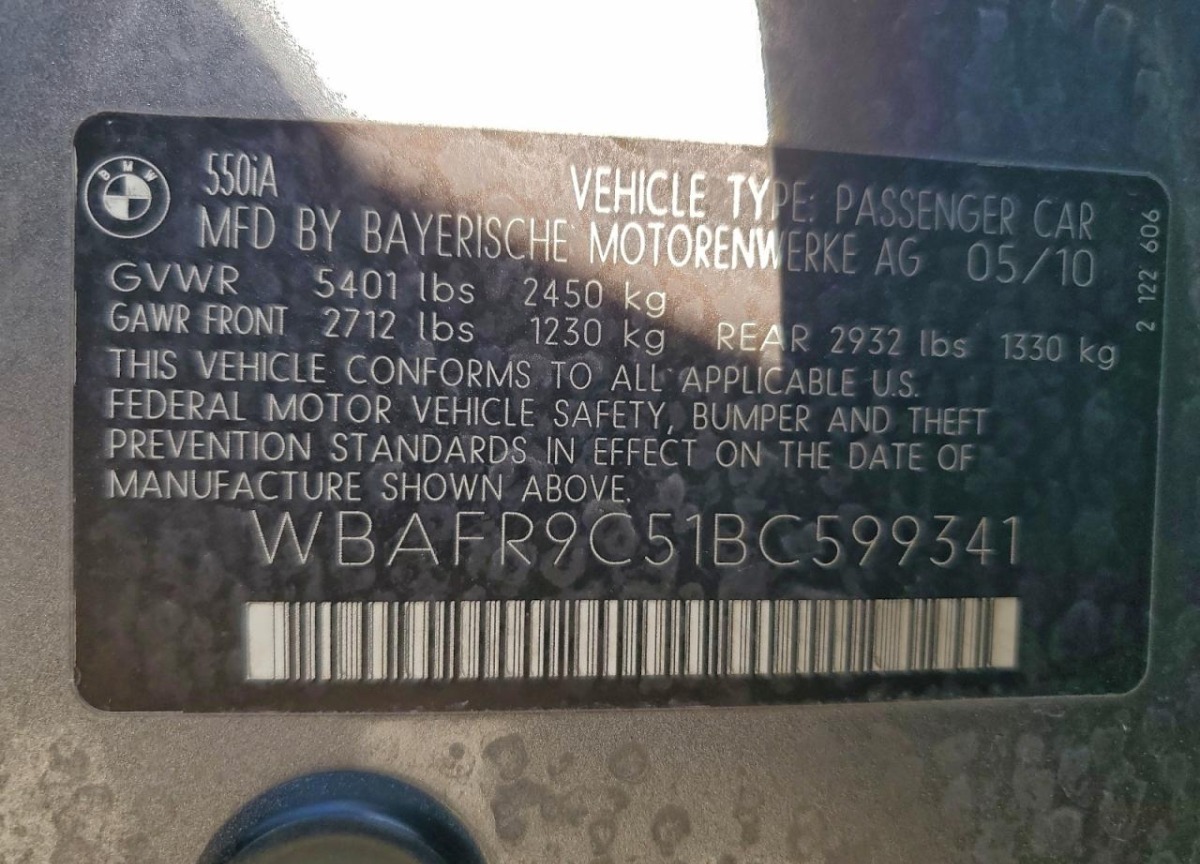 BMW
550iA VEHICLE TYPE: PASSENGER CAR
MFD BY BAYERISCHE MOTORENWERKE AG 05/10
GVWR 5401 lbs 2450 kg
GAWR FRONT 2712 lbs 1230 kg REAR 2932 lbs 1330 kg
THIS VEHICLE CONFORMS TO ALL APPLICABLE U.S.
FEDERAL MOTOR VEHICLE SAFETY, BUMPER AND THEFT
PREVENTION STANDARDS IN EFFECT ON THE DATE OF
MANUFACTURE SHOWN ABOVE.
WBAFR9C51BC599341
2 122 606